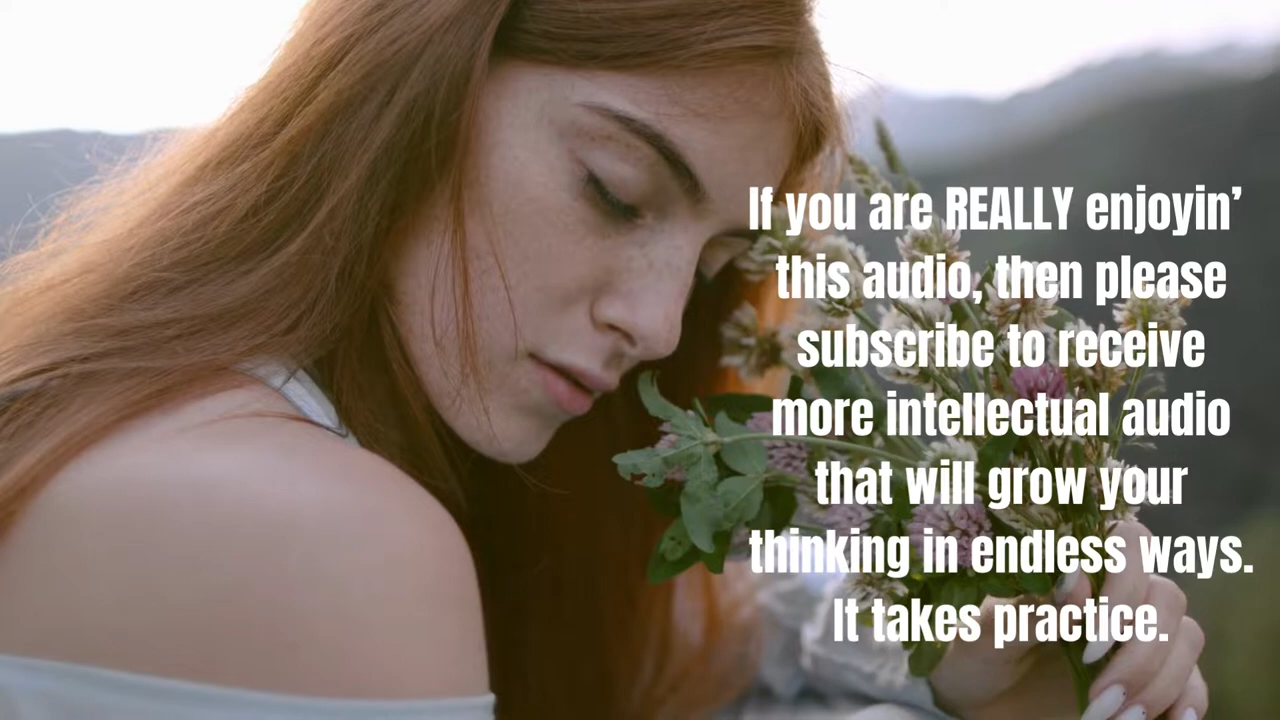 If you are REALLY enjoyin’
this audio, then please
subscribe to receive
more intellectual audio
that will grow your
thinking in endless ways.
It takes practice.